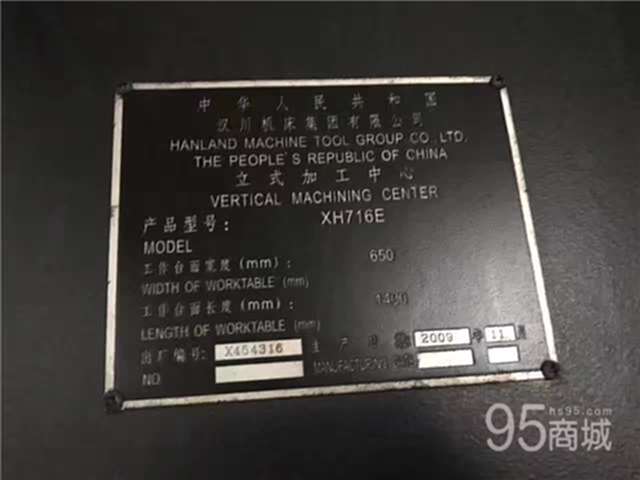 中华人民共和国
汉川机床集团有限公司
HANLAND MACHINE TOOL GROUP CO., LTD.
THE PEOPLE'S REPUBLIC OF CHINA
立式加工中心
VERTICAL MACHINING CENTER
产品型号: XH716E
MODEL
工作台面宽度(mm): 650
WIDTH OF WORKTABLE (mm)
工作台面长度(mm):
LENGTH OF WORKTABLE (mm)
出厂编号: X454316 生产日期 2009 年 11 月
NO MANUFACTURING
95商城
hs95.com